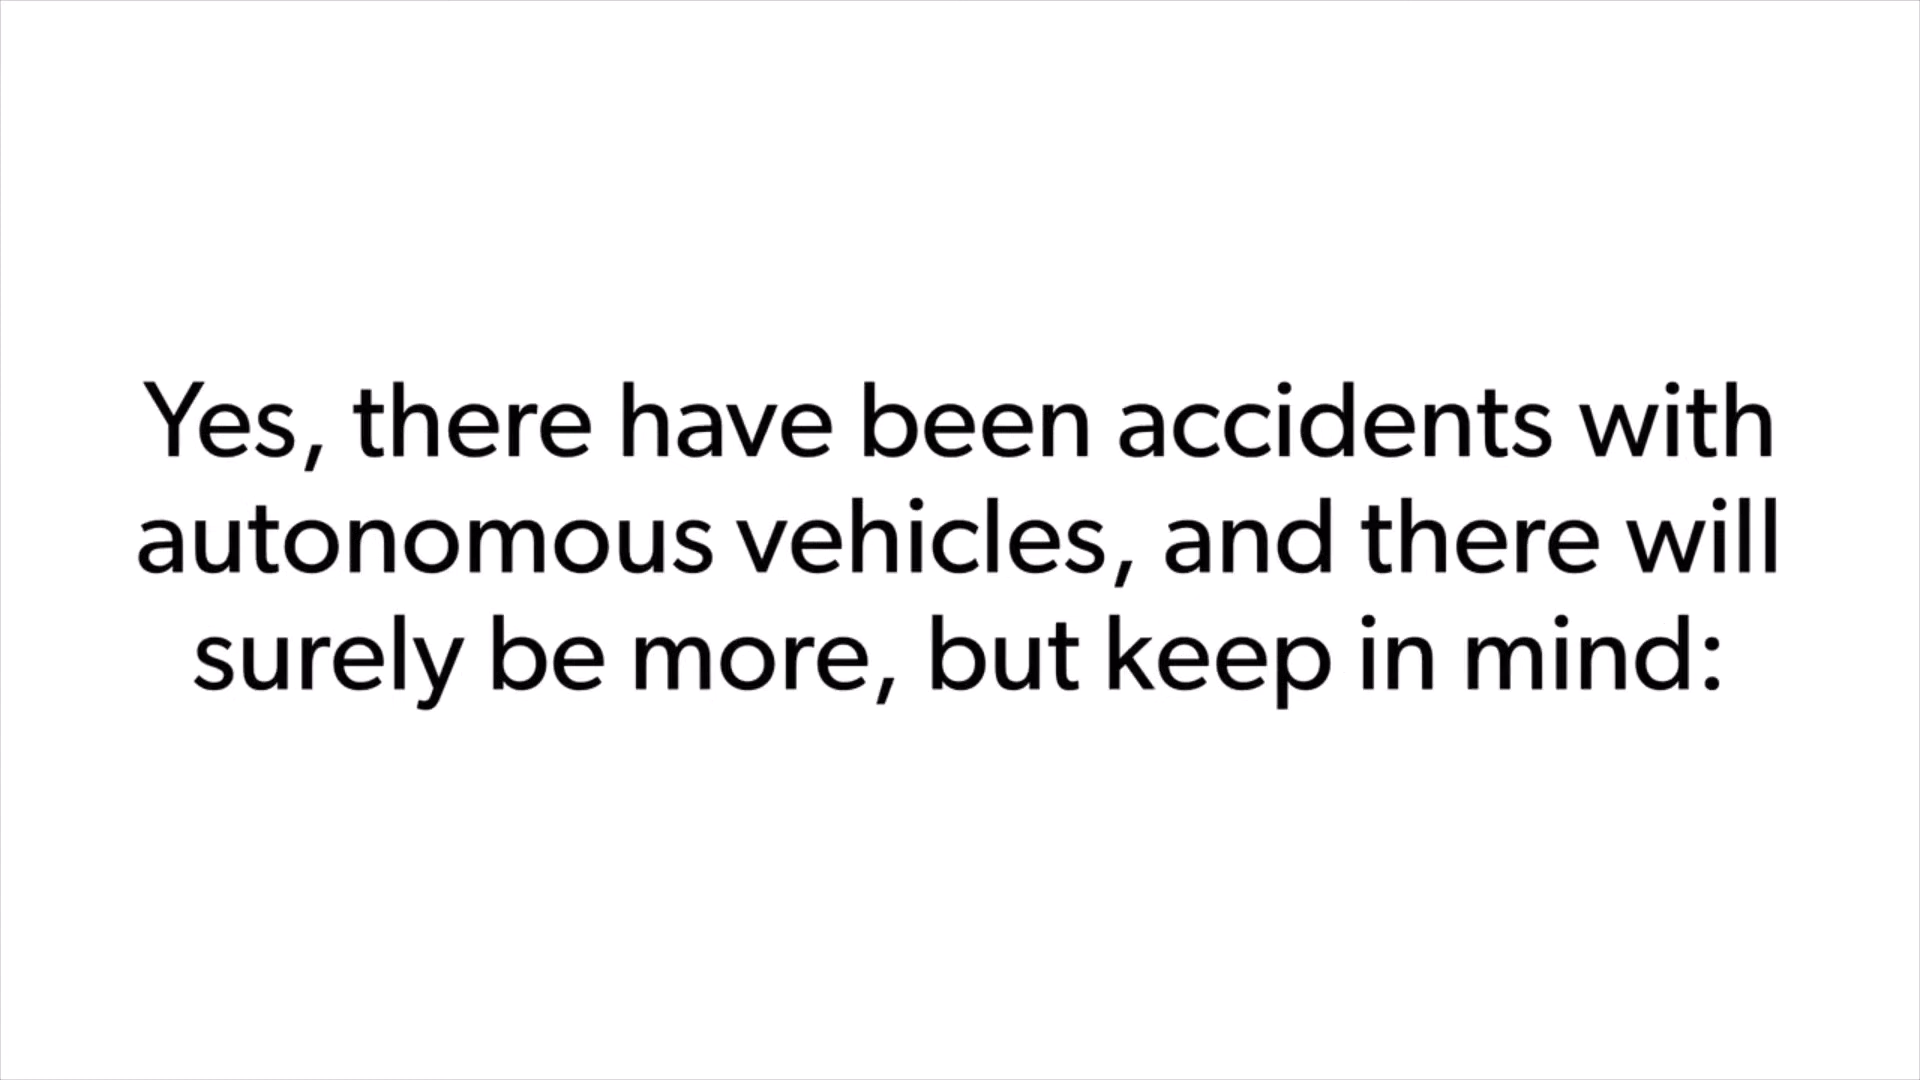 Yes, there have been accidents with
autonomous vehicles, and there will
surely be more, but keep in mind: